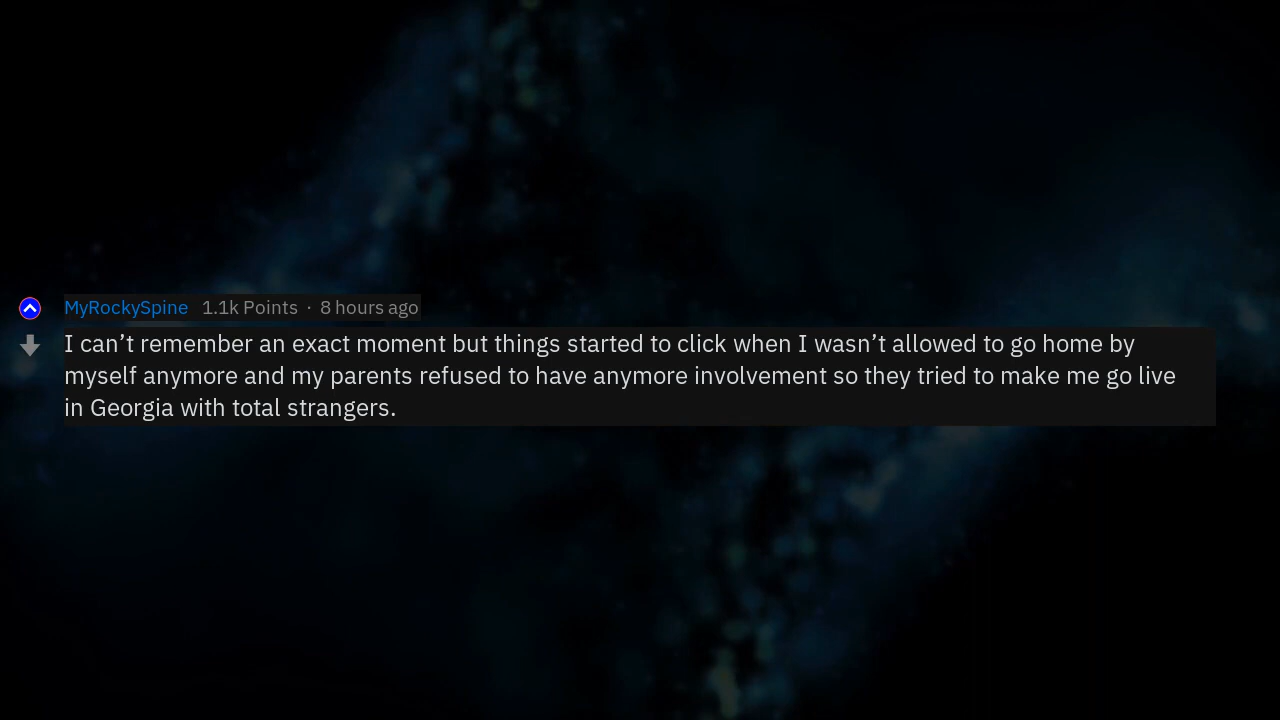 MyRockySpine 1.1k Points · 8 hours ago
I can’t remember an exact moment but things started to click when I wasn’t allowed to go home by
myself anymore and my parents refused to have anymore involvement so they tried to make me go live
in Georgia with total strangers.